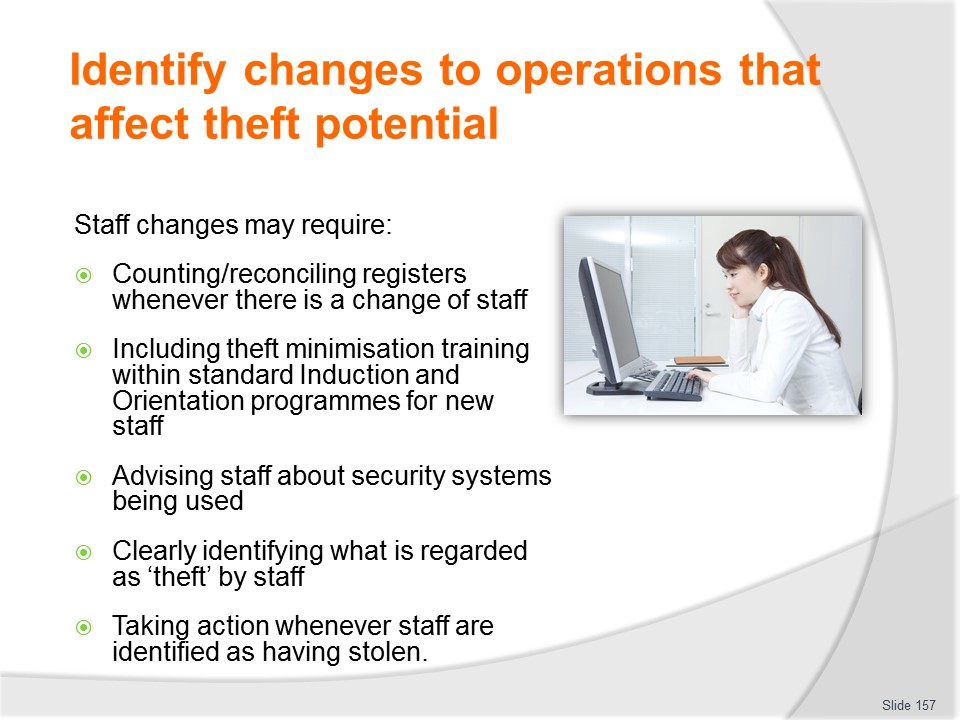 Identify changes to operations that
affect theft potential
Staff changes may require:
Counting/reconciling registers
whenever there is a change of staff
Including theft minimisation training
within standard Induction and
Orientation programmes for new
staff
Advising staff about security systems
being used
Clearly identifying what is regarded
as ‘theft’ by staff
Taking action whenever staff are
identified as having stolen.
Slide 157